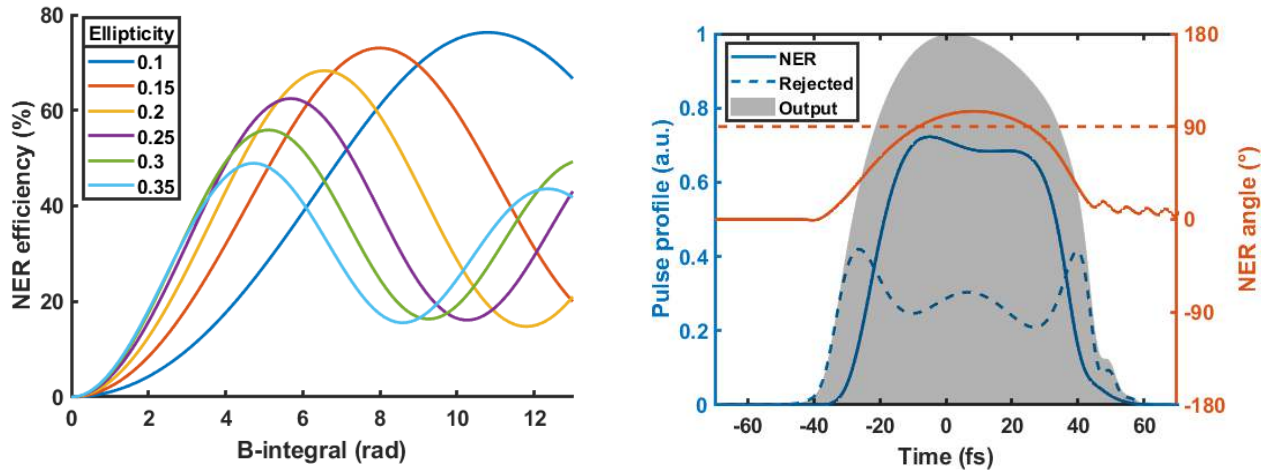 NER efficiency (%)
80
60
40
20
0
Ellipticity
0.1
0.15
0.2
0.25
0.3
0.35
0 2 4 6 8 10 12
B-integral (rad)
Pulse profile (a.u.)
1
0.8
0.6
0.4
0.2
0
NER
Rejected
Output
-60 -40 -20 0 20 40 60
Time (fs)
180
90
0
-90
-180
NER angle (°)